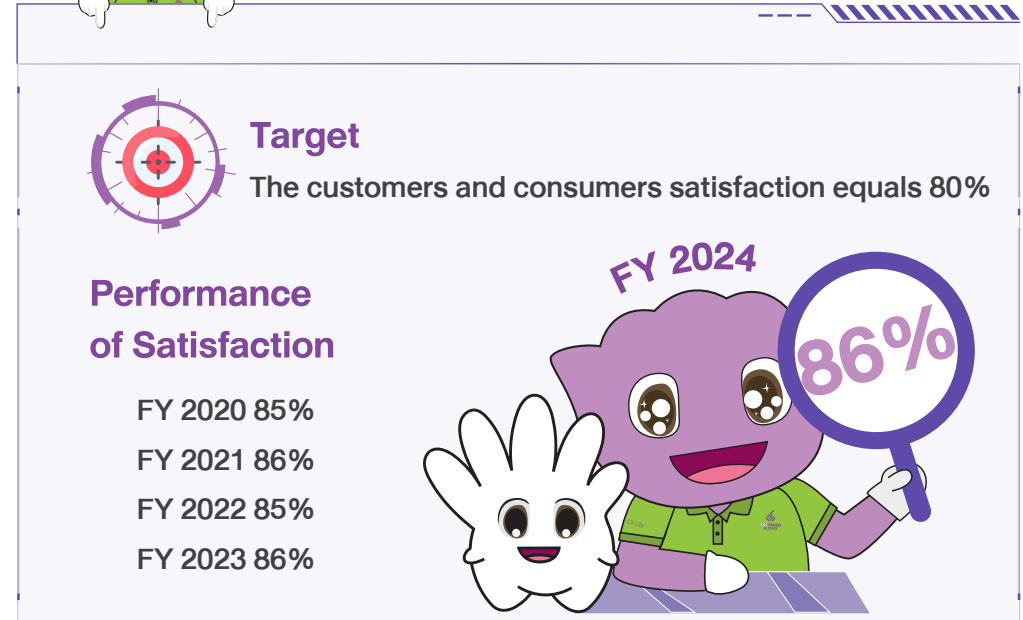 Target
The customers and consumers satisfaction equals 80%
FY 2024
86%
Performance
of Satisfaction
FY 2020 85%
FY 2021 86%
FY 2022 85%
FY 2023 86%